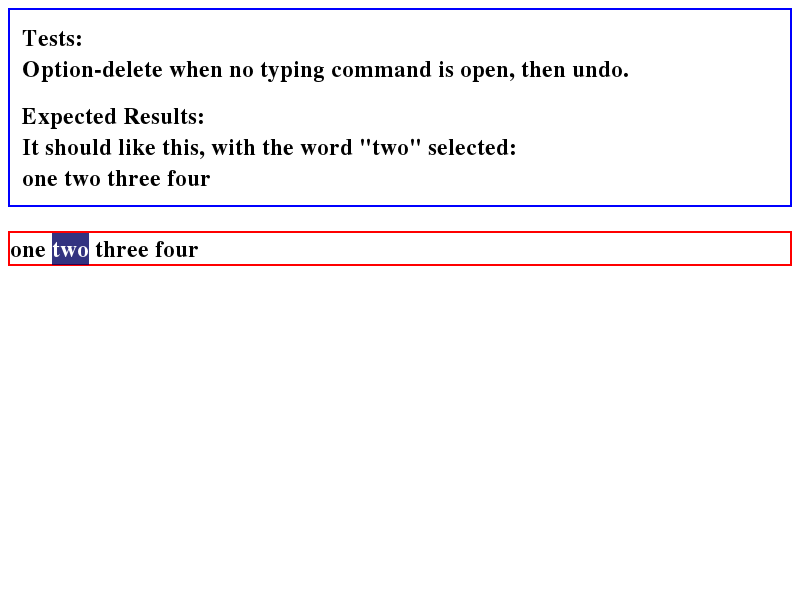 Tests:
Option-delete when no typing command is open, then undo.
Expected Results:
It should like this, with the word "two" selected:
one two three four
one two three four